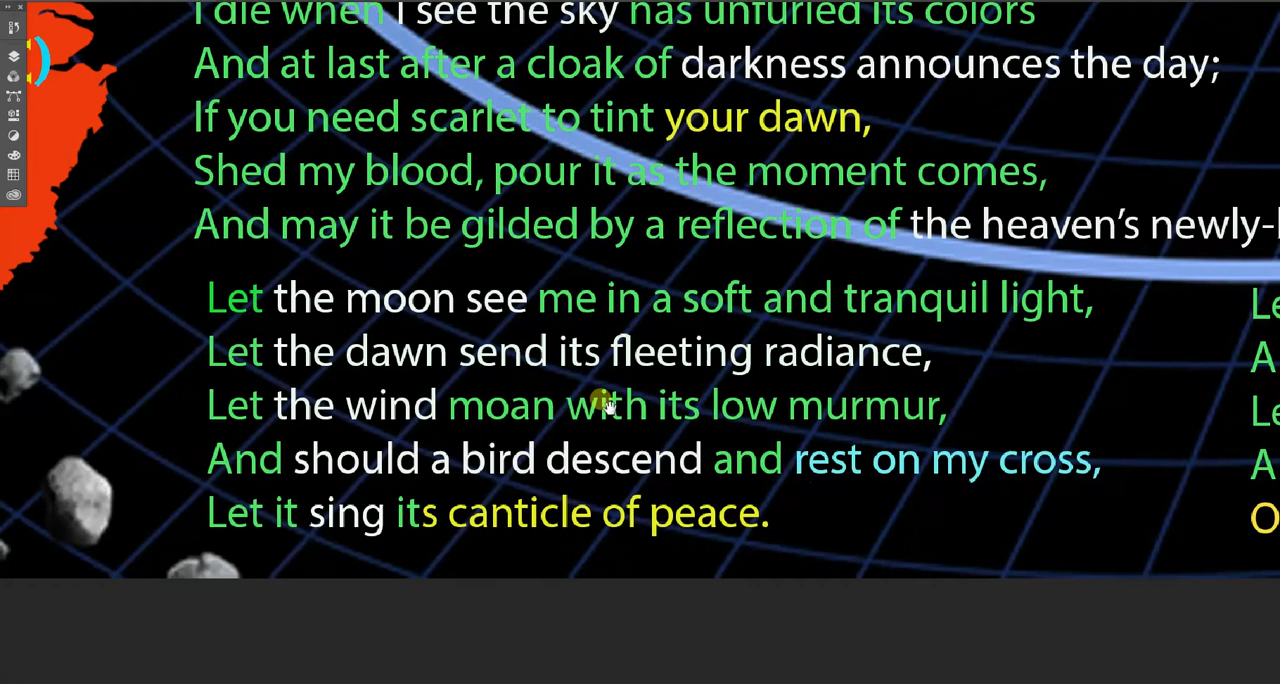 I die when I see the sky has unfurled its colors
And at last after a cloak of darkness announces the day;
If you need scarlet to tint your dawn,
Shed my blood, pour it as the moment comes,
And may it be gilded by a reflection of the heaven's newly-
Let the moon see me in a soft and tranquil light,
Let the dawn send its fleeting radiance,
Let the wind moan with its low murmur,
And should a bird descend and rest on my cross,
Let it sing its canticle of peace.
Le
A
Le
A
O